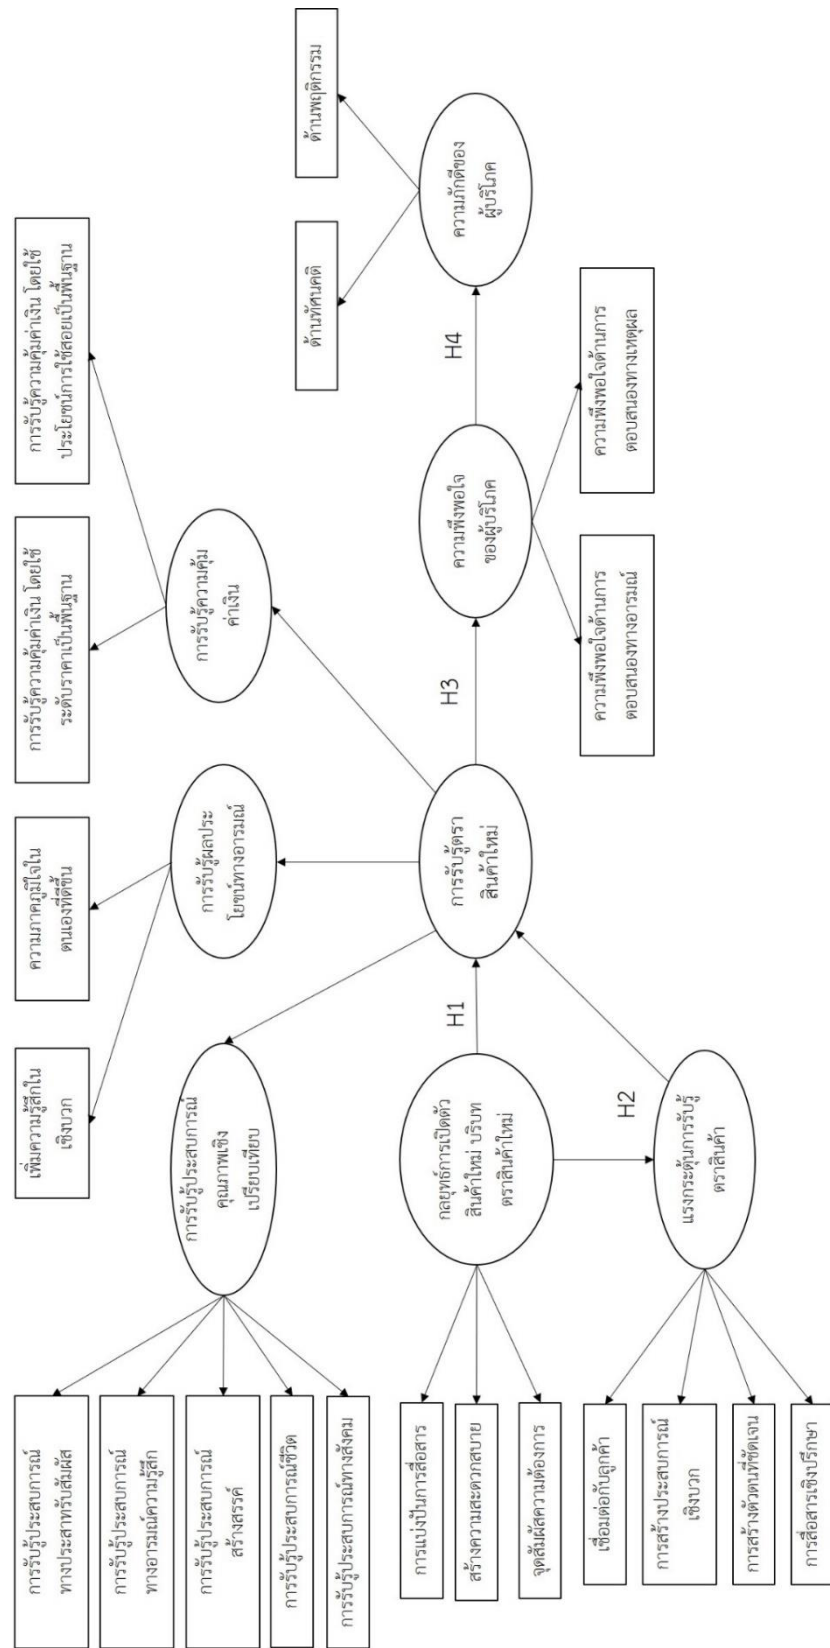 การรับรู้ประสบการณ์
ทางประสาทรับสัมผัส
การรับรู้ประสบการณ์
ทางอารมณ์ความรู้สึก
การรับรู้ประสบการณ์
สร้างสรรค์
การรับรู้ประสบการณ์ชีวิต
การรับรู้ประสบการณ์ทางสังคม
การแบ่งปันการสื่อสาร
สร้างความสะดวกสบาย
จุดสัมผัสความต้องการ
เชื่อมต่อกับลูกค้า
การสร้างประสบการณ์
เชิงบวก
การสร้างตัวตนที่ชัดเจน
การสื่อสารเชิงปรึกษา
การรับรู้ประสบการณ์
คุณภาพเชิง
เปรียบเทียบ
กลยุทธ์การเปิดตัว
สินค้าใหม่ บริบท
ตราสินค้าใหม่
แรงกระตุ้นการรับรู้
ตราสินค้า
H1
H2
เพิ่มความรู้สึกใน
เชิงบวก
ความภาคภูมิใจใน
ตนเองที่ดีขึ้น
การรับรู้ผลประ
โยชน์ทางอารมณ์
การรับรู้ตรา
สินค้าใหม่
การรับรู้ความคุ้มค่าเงิน โดยใช้
ระดับราคาเป็นพื้นฐาน
การรับรู้ความคุ้มค่าเงิน โดยใช้
ประโยชน์การใช้สอยเป็นพื้นฐาน
การรับรู้ความคุ้ม
ค่าเงิน
H3
ความพึงพอใจ
ของผู้บริโภค
ความพึงพอใจด้านการ
ตอบสนองทางอารมณ์
ความพึงพอใจด้านการ
ตอบสนองทางเหตุผล
H4
ด้านทัศนคติ
ด้านพฤติกรรม
ความภักดีของ
ผู้บริโภค